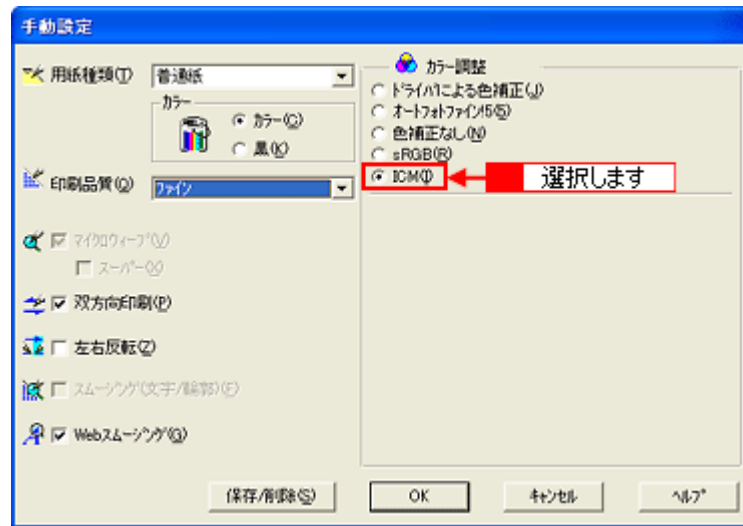 手動設定
用紙種類(T)
普通紙
カラー
カラー(C)
黒(K)
印刷品質(Q)
ファイン
マイクロウィーブ(V)
スーパー(X)
双方向印刷(P)
左右反転(Z)
スムージング(文字/輪郭)(F)
Webスムージング(G)
カラー調整
ドライバによる色補正(J)
オートフォトファイン!5(5)
色補正なし(N)
sRGB(R)
ICM(I)
選択します
保存/削除(S)
OK
キャンセル
ヘルプ